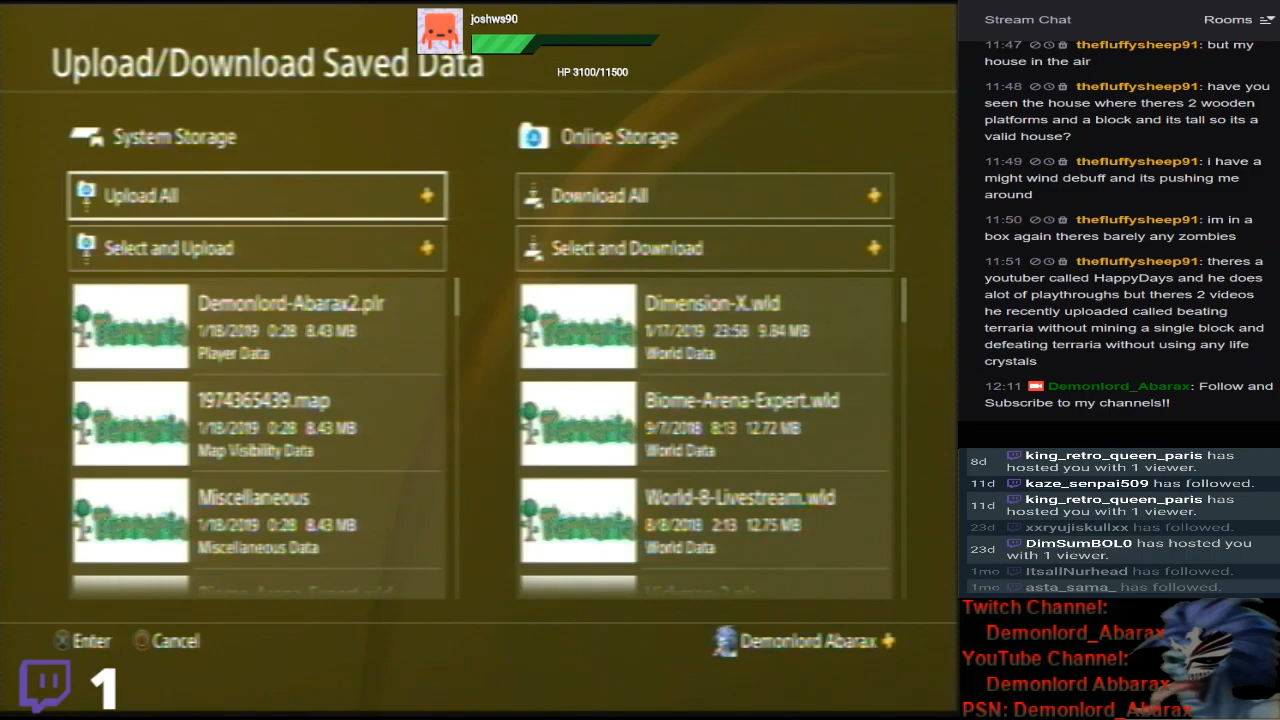 joshws90
HP 3100/11500
Upload/Download Saved Data
System Storage
Upload All
Select and Upload
Demonlord-Abarax2.plr
1/18/2019 0:28 8.43 MB
Player Data
1974365439.map
1/18/2019 0:28 8.43 MB
Map Visibility Data
Miscellaneous
1/18/2019 0:28 8.43 MB
Miscellaneous Data
Biome-Arena-Expert.wld
Online Storage
Download All
Select and Download
Dimension-X.wld
1/17/2019 23:58 9.84 MB
World Data
Biome-Arena-Expert.wld
9/7/2018 8:13 12.72 MB
World Data
World-8-Livestream.wld
8/8/2018 2:13 12.75 MB
World Data
Enter
Cancel
Demonlord Abarax
1
Stream Chat
Rooms
11:47 thefluffysheep91: but my
house in the air
11:48 thefluffysheep91: have you
seen the house where theres 2 wooden
platforms and a block and its tall so its a
valid house?
11:49 thefluffysheep91: i have a
might wind debuff and its pushing me
around
11:50 thefluffysheep91: im in a
box again theres barely any zombies
11:51 thefluffysheep91: theres a
youtuber called HappyDays and he does
alot of playthroughs but theres 2 videos
he recently uploaded called beating
terraria without mining a single block and
defeating terraria without using any life
crystals
12:11 Demonlord_Abarax: Follow and
Subscribe to my channels!!
8d king_retro_queen_paris has
hosted you with 1 viewer.
11d kaze_senpai509 has followed.
11d king_retro_queen_paris has
hosted you with 1 viewer.
23d xxryujiskullxx has followed.
23d DimSumBOL0 has hosted you
with 1 viewer.
1mo ItsallNurhead has followed.
1mo asta_sama_ has followed.
Twitch Channel:
Demonlord_Abarax
YouTube Channel:
Demonlord Abbarax
PSN: Demonlord_Abarax